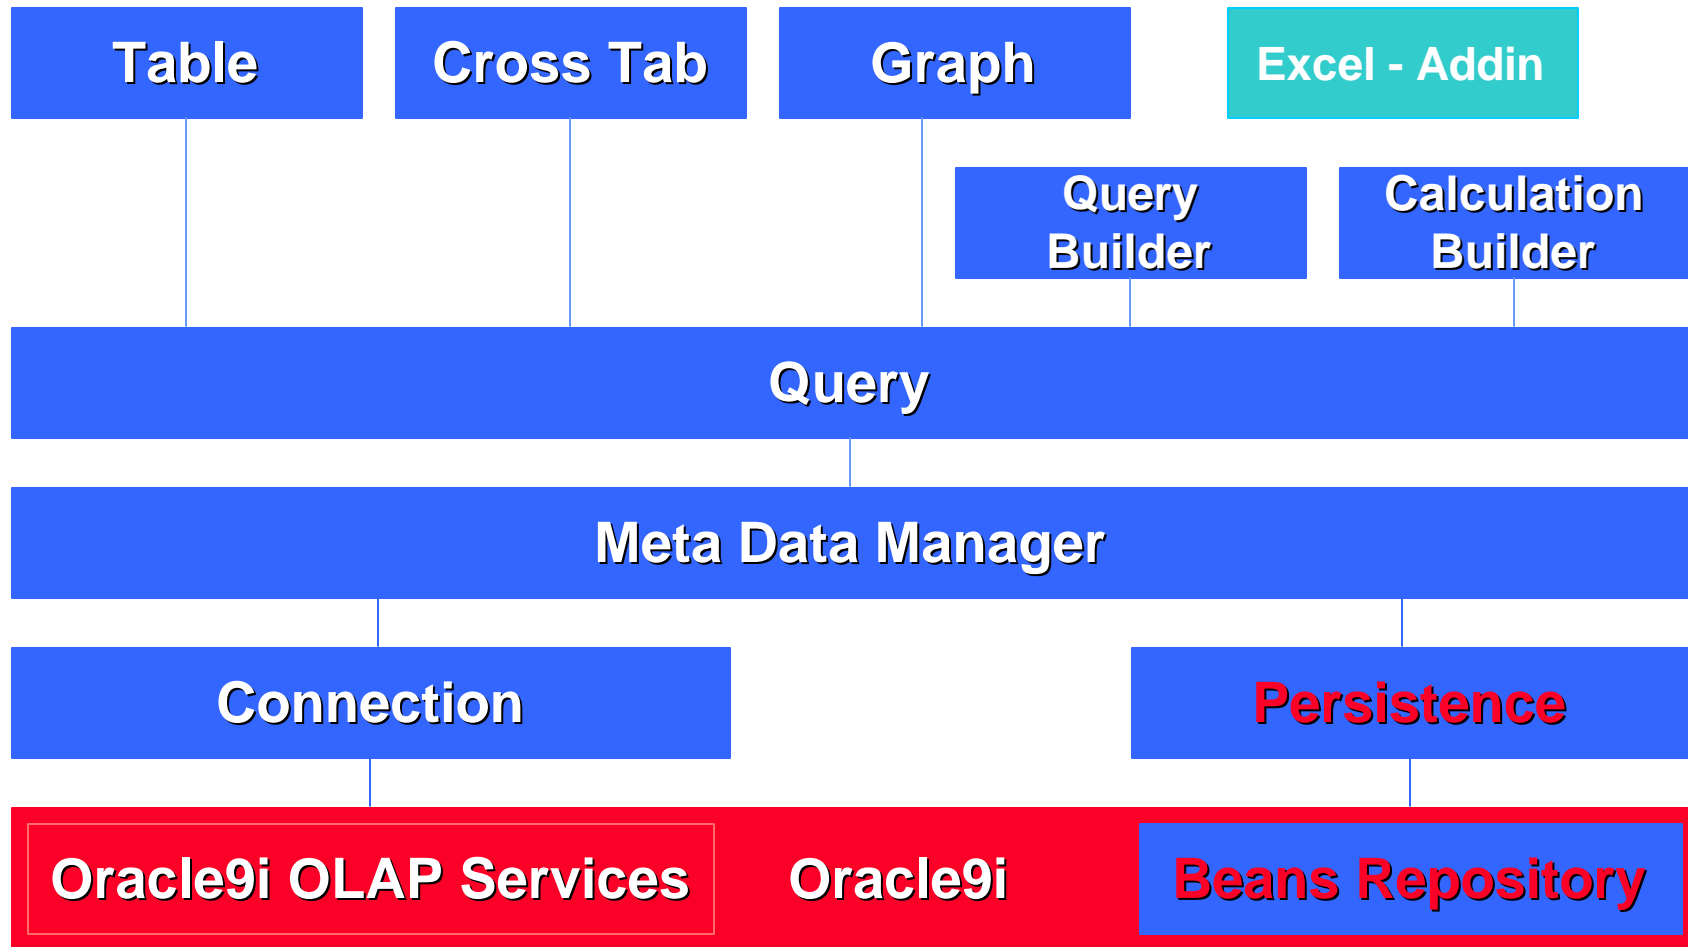 Table
Cross Tab
Graph
Excel - Addin
Query
Builder
Calculation
Builder
Query
Meta Data Manager
Connection
Persistence
Oracle9i OLAP Services
Oracle9i
Beans Repository